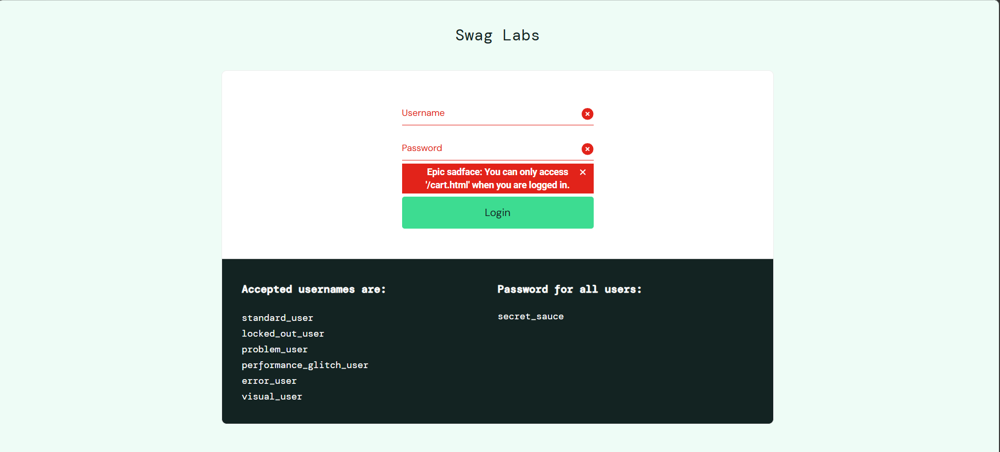 Swag Labs
Username
Password
Epic sadface: You can only access
'/cart.html' when you are logged in.
Login
Accepted usernames are:
standard_user
locked_out_user
problem_user
performance_glitch_user
error_user
visual_user
Password for all users:
secret_sauce